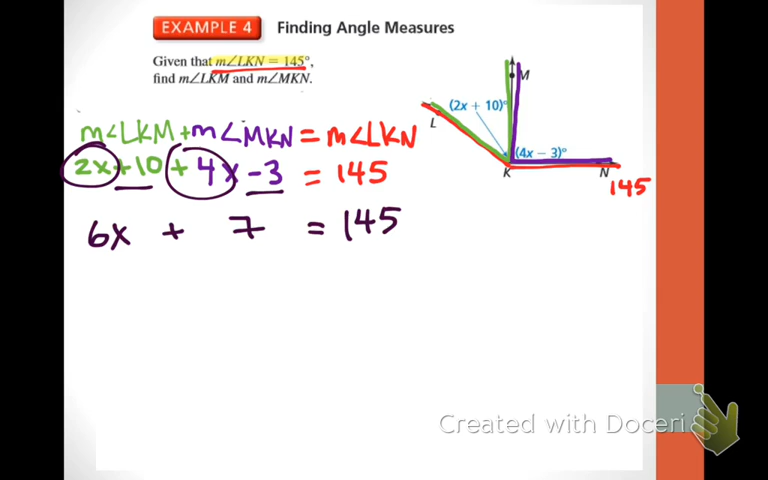 EXAMPLE 4 Finding Angle Measures
Given that m∠LKN = 145°,
find m∠LKM and m∠MKN.
M
(2x + 10)°
L
(4x − 3)°
K
N
145
m∠LKM + m∠MKN = m∠LKN
2x + 10 + 4x - 3 = 145
6x + 7 = 145
Created with Doceri